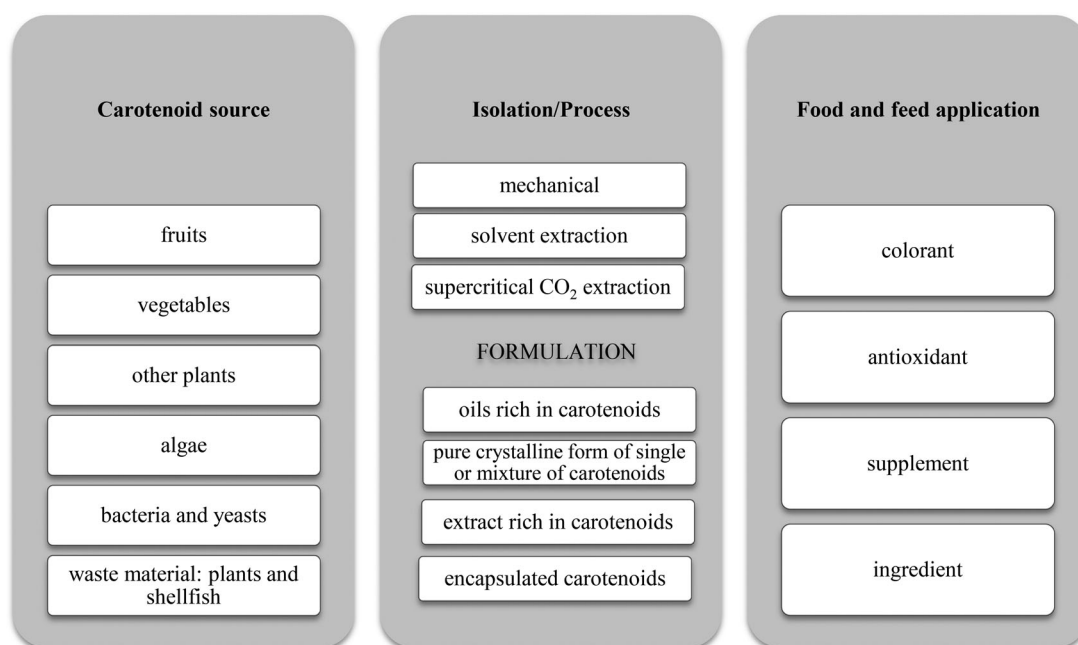 Carotenoid source
fruits
vegetables
other plants
algae
bacteria and yeasts
waste material: plants and
shellfish
Isolation/Process
mechanical
solvent extraction
supercritical CO₂ extraction
FORMULATION
oils rich in carotenoids
pure crystalline form of single
or mixture of carotenoids
extract rich in carotenoids
encapsulated carotenoids
Food and feed application
colorant
antioxidant
supplement
ingredient